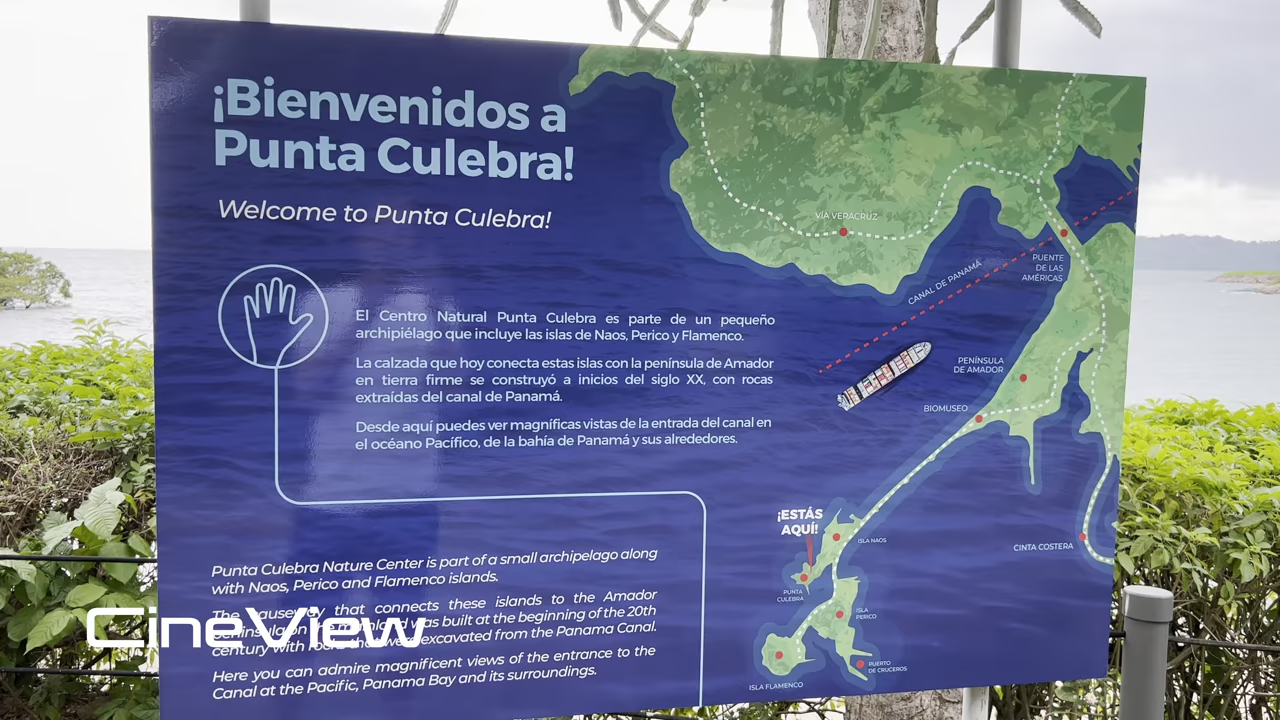 ¡Bienvenidos a
Punta Culebra!
Welcome to Punta Culebra!
El Centro Natural Punta Culebra es parte de un pequeño
archipiélago que incluye las islas de Naos, Perico y Flamenco.
La calzada que hoy conecta estas islas con la península de Amador
en tierra firme se construyó a inicios del siglo XX, con rocas
extraídas del canal de Panamá.
Desde aquí puedes ver magníficas vistas de la entrada del canal en
el océano Pacífico, de la bahía de Panamá y sus alrededores.
Punta Culebra Nature Center is part of a small archipelago along
with Naos, Perico and Flamenco islands.
The causeway that connects these islands to the Amador
peninsula on was built at the beginning of the 20th
century with rocks excavated from the Panama Canal.
Here you can admire magnificent views of the entrance to the
Canal at the Pacific, Panama Bay and its surroundings.
VÍA VERACRUZ
PUENTE
DE LAS
AMÉRICAS
CANAL DE PANAMÁ
PENÍNSULA
DE AMADOR
BIOMUSEO
¡ESTÁS
AQUÍ!
ISLA NAOS
CINTA COSTERA
PUNTA
CULEBRA
ISLA
PERICO
PUERTO
DE CRUCEROS
ISLA FLAMENCO
CineView